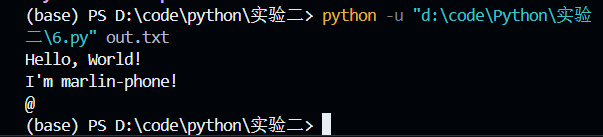 (base) PS D:\code\python\实验二> python -u "d:\code\Python\实验
二\6.py" out.txt
Hello, World!
I'm marlin-phone!
@
(base) PS D:\code\python\实验二>